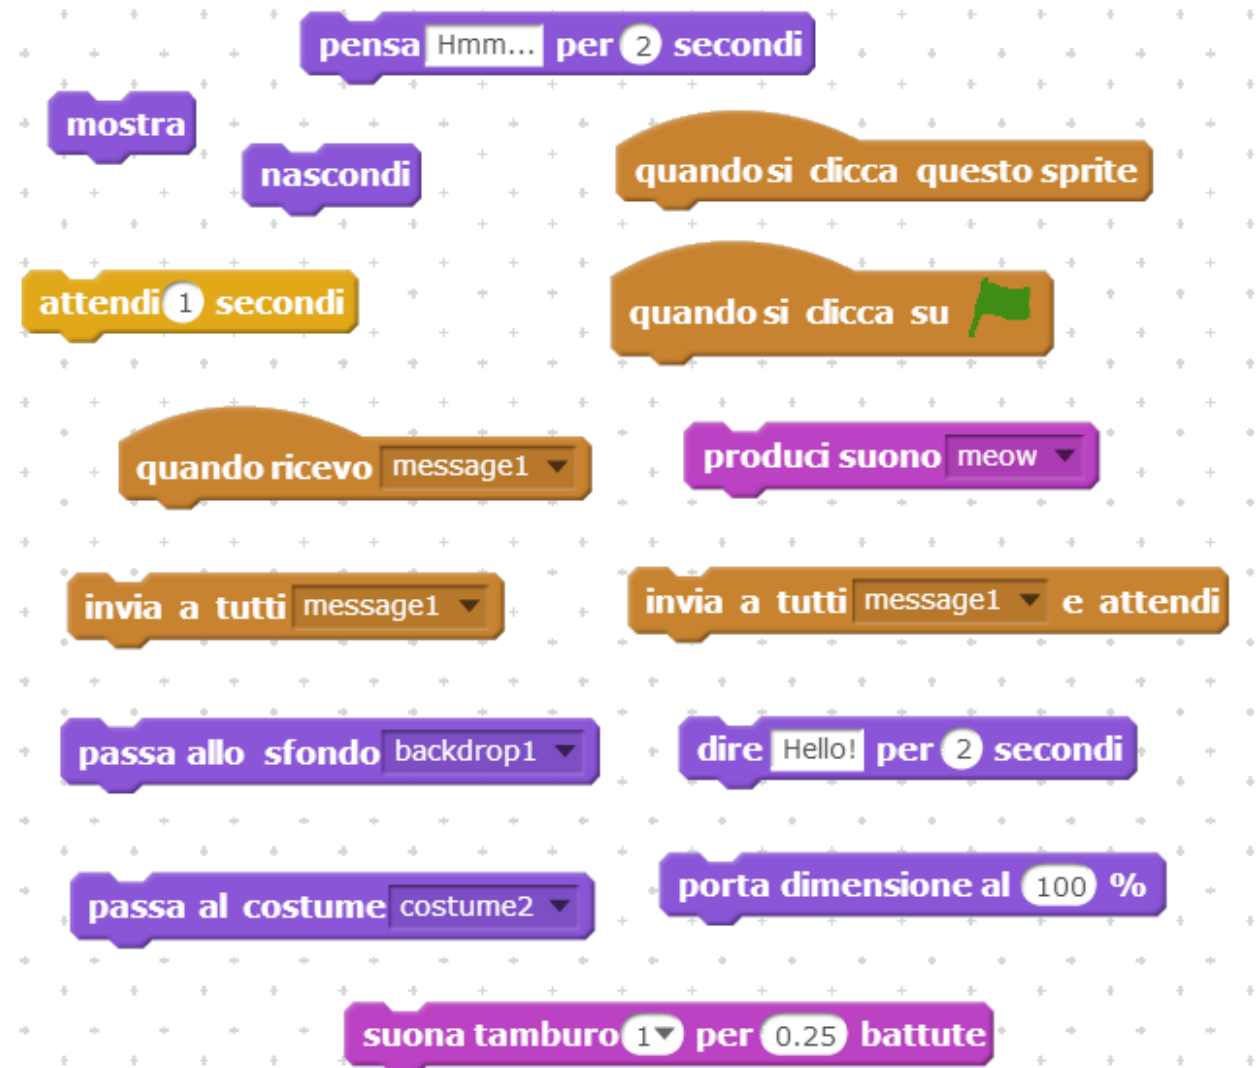 pensa Hmm... per 2 secondi
mostra
nascondi
quando si clicca questo sprite
attendi 1 secondi
quando si clicca su
quando ricevo message1
produci suono meow
invia a tutti message1
invia a tutti message1 e attendi
passa allo sfondo backdrop1
dire Hello! per 2 secondi
passa al costume costume2
porta dimensione al 100 %
suona tamburo 1 per 0.25 battute